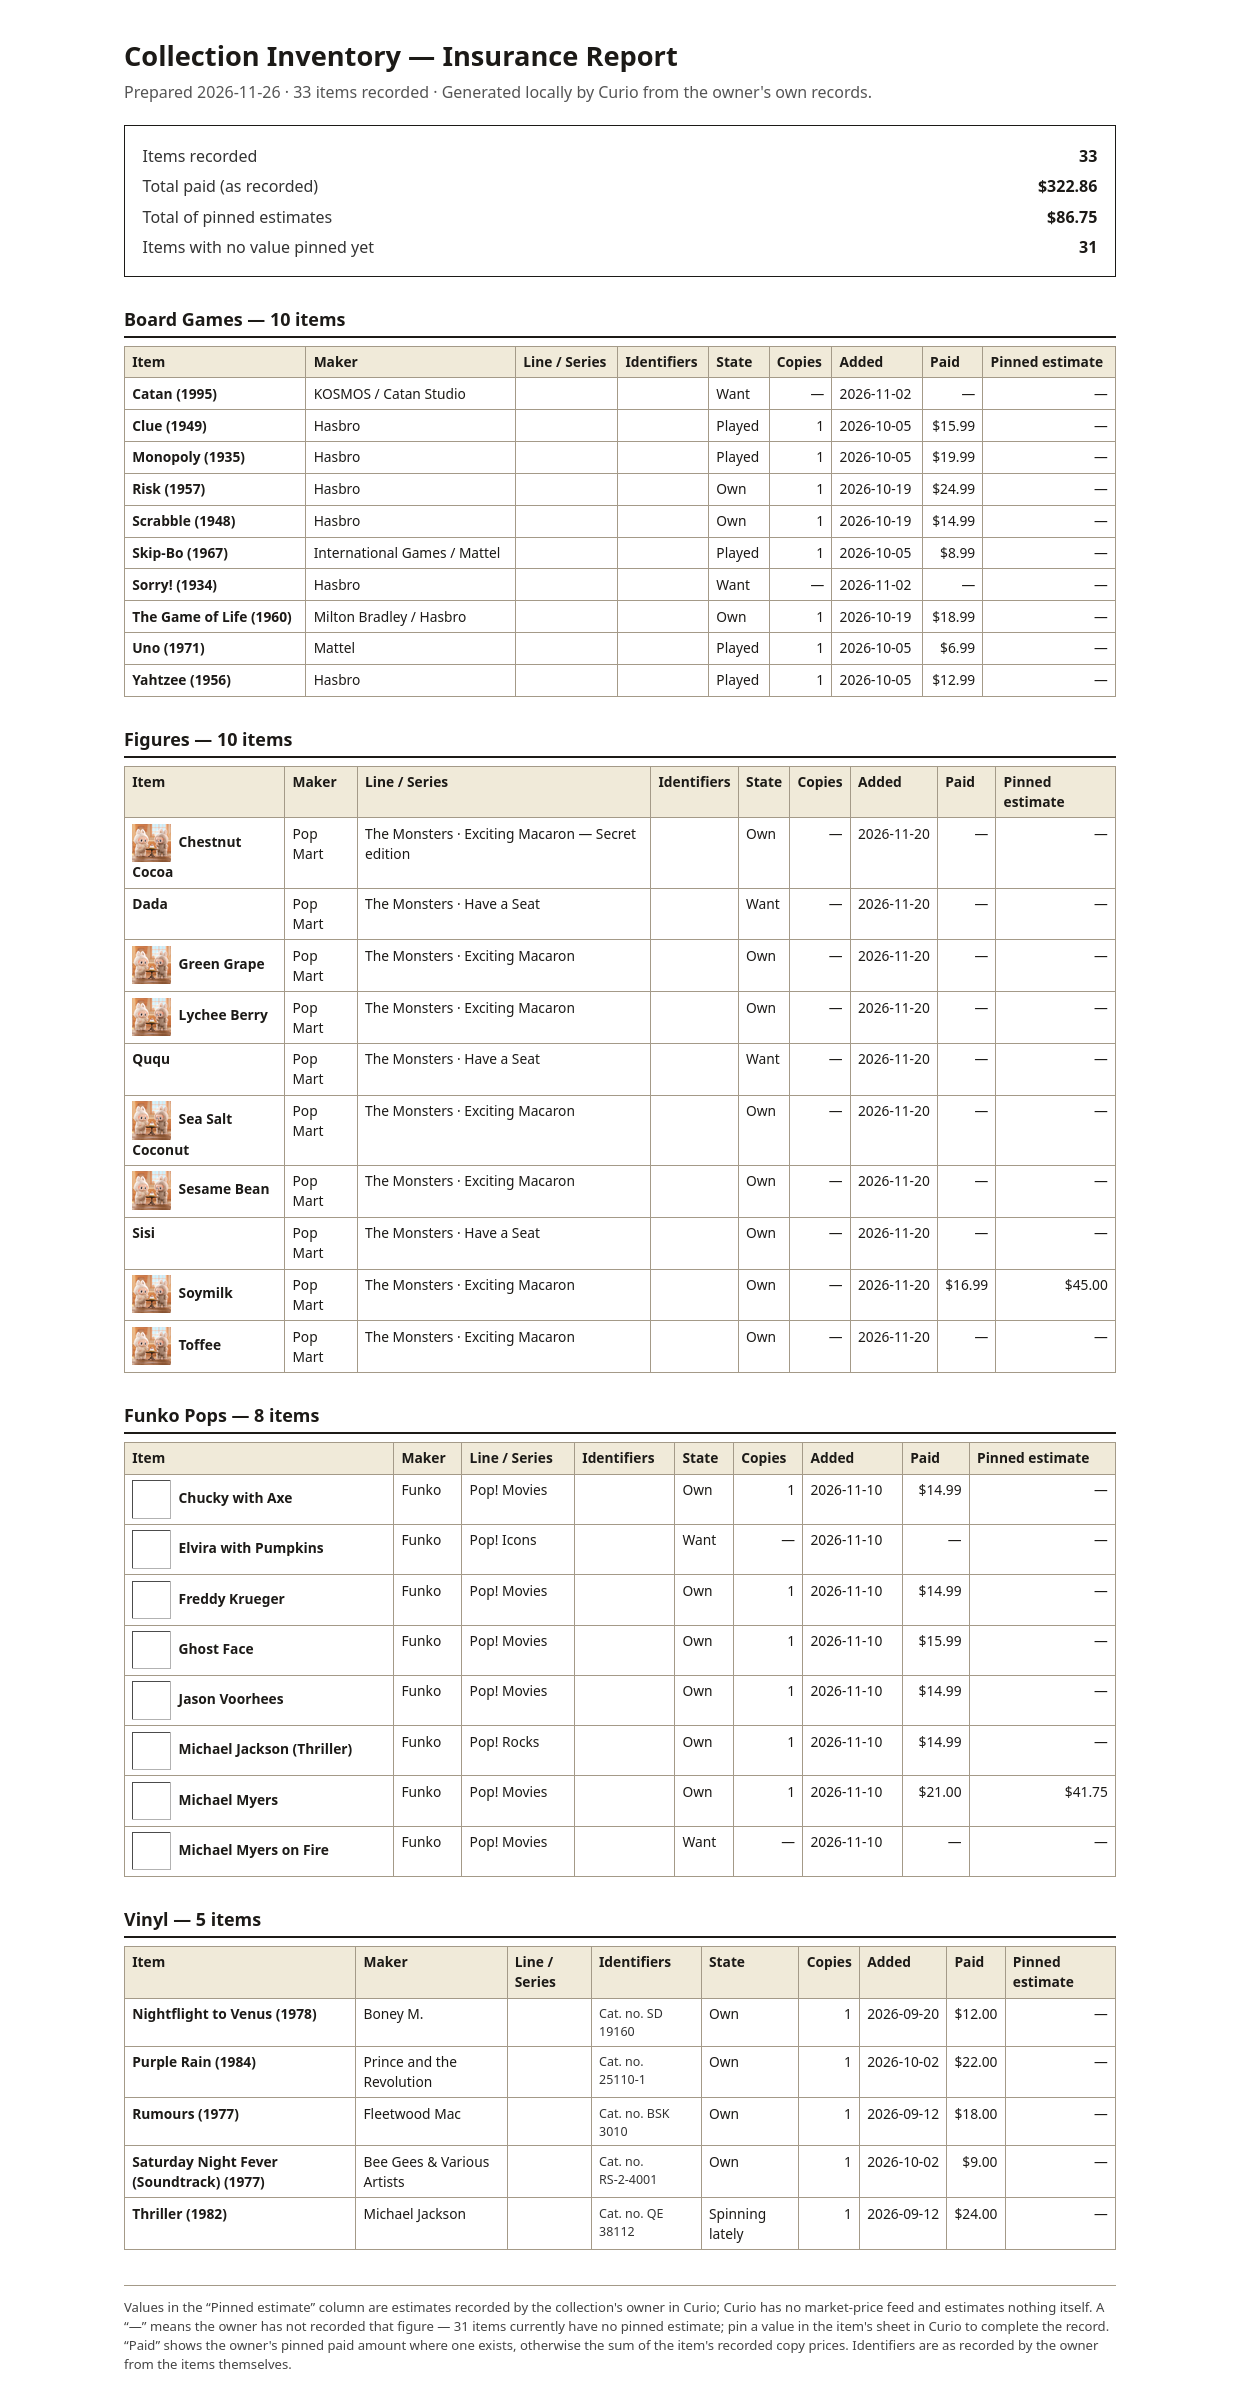 Collection Inventory — Insurance Report
Prepared 2026-11-26 · 33 items recorded · Generated locally by Curio from the owner's own records.
Items recorded 33
Total paid (as recorded) $322.86
Total of pinned estimates $86.75
Items with no value pinned yet 31
Board Games — 10 items
Item Maker Line / Series Identifiers State Copies Added Paid Pinned estimate
Catan (1995) KOSMOS / Catan Studio Want — 2026-11-02 — —
Clue (1949) Hasbro Played 1 2026-10-05 $15.99 —
Monopoly (1935) Hasbro Played 1 2026-10-05 $19.99 —
Risk (1957) Hasbro Own 1 2026-10-19 $24.99 —
Scrabble (1948) Hasbro Own 1 2026-10-19 $14.99 —
Skip-Bo (1967) International Games / Mattel Played 1 2026-10-05 $8.99 —
Sorry! (1934) Hasbro Want — 2026-11-02 — —
The Game of Life (1960) Milton Bradley / Hasbro Own 1 2026-10-19 $18.99 —
Uno (1971) Mattel Played 1 2026-10-05 $6.99 —
Yahtzee (1956) Hasbro Played 1 2026-10-05 $12.99 —
Figures — 10 items
Item Maker Line / Series Identifiers State Copies Added Paid Pinned
estimate
Chestnut Pop The Monsters · Exciting Macaron — Secret Own — 2026-11-20 — —
Cocoa Mart edition
Dada Pop The Monsters · Have a Seat Want — 2026-11-20 — —
Mart
Green Grape Pop The Monsters · Exciting Macaron Own — 2026-11-20 — —
Mart
Lychee Berry Pop The Monsters · Exciting Macaron Own — 2026-11-20 — —
Mart
Ququ Pop The Monsters · Have a Seat Want — 2026-11-20 — —
Mart
Sea Salt Pop The Monsters · Exciting Macaron Own — 2026-11-20 — —
Coconut Mart
Sesame Bean Pop The Monsters · Exciting Macaron Own — 2026-11-20 — —
Mart
Sisi Pop The Monsters · Have a Seat Own — 2026-11-20 — —
Mart
Soymilk Pop The Monsters · Exciting Macaron Own — 2026-11-20 $16.99 $45.00
Mart
Toffee Pop The Monsters · Exciting Macaron Own — 2026-11-20 — —
Mart
Funko Pops — 8 items
Item Maker Line / Series Identifiers State Copies Added Paid Pinned estimate
Chucky with Axe Funko Pop! Movies Own 1 2026-11-10 $14.99 —
Elvira with Pumpkins Funko Pop! Icons Want — 2026-11-10 — —
Freddy Krueger Funko Pop! Movies Own 1 2026-11-10 $14.99 —
Ghost Face Funko Pop! Movies Own 1 2026-11-10 $15.99 —
Jason Voorhees Funko Pop! Movies Own 1 2026-11-10 $14.99 —
Michael Jackson (Thriller) Funko Pop! Rocks Own 1 2026-11-10 $14.99 —
Michael Myers Funko Pop! Movies Own 1 2026-11-10 $21.00 $41.75
Michael Myers on Fire Funko Pop! Movies Want — 2026-11-10 — —
Vinyl — 5 items
Item Maker Line / Identifiers State Copies Added Paid Pinned
Series estimate
Nightflight to Venus (1978) Boney M. Cat. no. SD Own 1 2026-09-20 $12.00 —
19160
Purple Rain (1984) Prince and the Cat. no. Own 1 2026-10-02 $22.00 —
Revolution 25110-1
Rumours (1977) Fleetwood Mac Cat. no. BSK Own 1 2026-09-12 $18.00 —
3010
Saturday Night Fever Bee Gees & Various Cat. no. Own 1 2026-10-02 $9.00 —
(Soundtrack) (1977) Artists RS-2-4001
Thriller (1982) Michael Jackson Cat. no. QE Spinning 1 2026-09-12 $24.00 —
38112 lately
Values in the “Pinned estimate” column are estimates recorded by the collection's owner in Curio; Curio has no market-price feed and estimates nothing itself. A
“—” means the owner has not recorded that figure — 31 items currently have no pinned estimate; pin a value in the item's sheet in Curio to complete the record.
“Paid” shows the owner's pinned paid amount where one exists, otherwise the sum of the item's recorded copy prices. Identifiers are as recorded by the owner
from the items themselves.